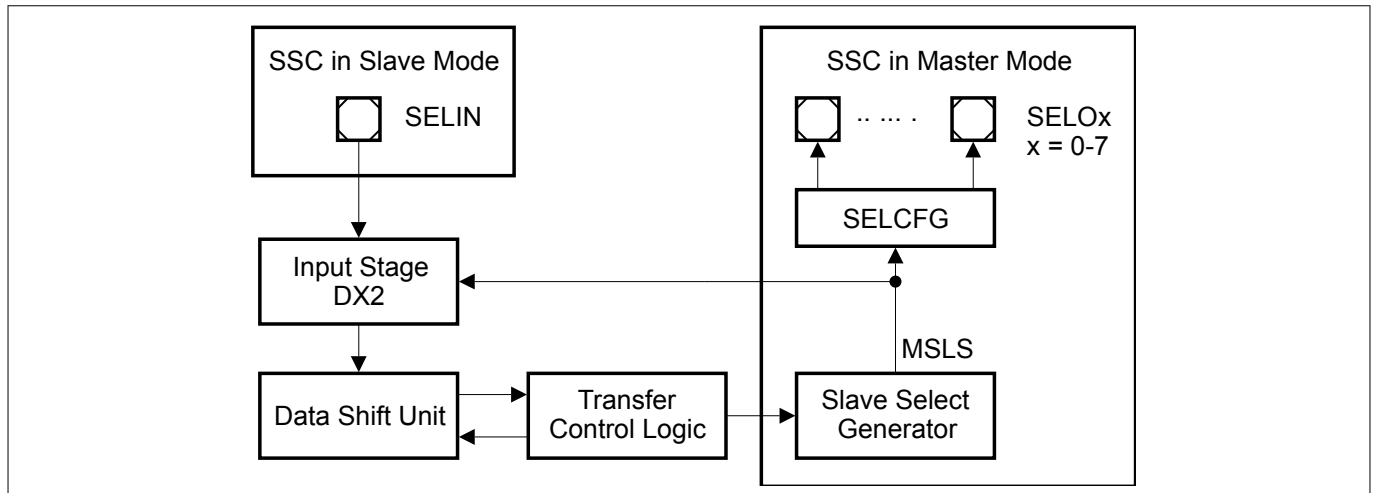 SSC in Slave Mode
SELIN
SSC in Master Mode
.. ... .
SELOx
x = 0-7
SELCFG
Input Stage
DX2
MSLS
Data Shift Unit
Transfer
Control Logic
Slave Select
Generator